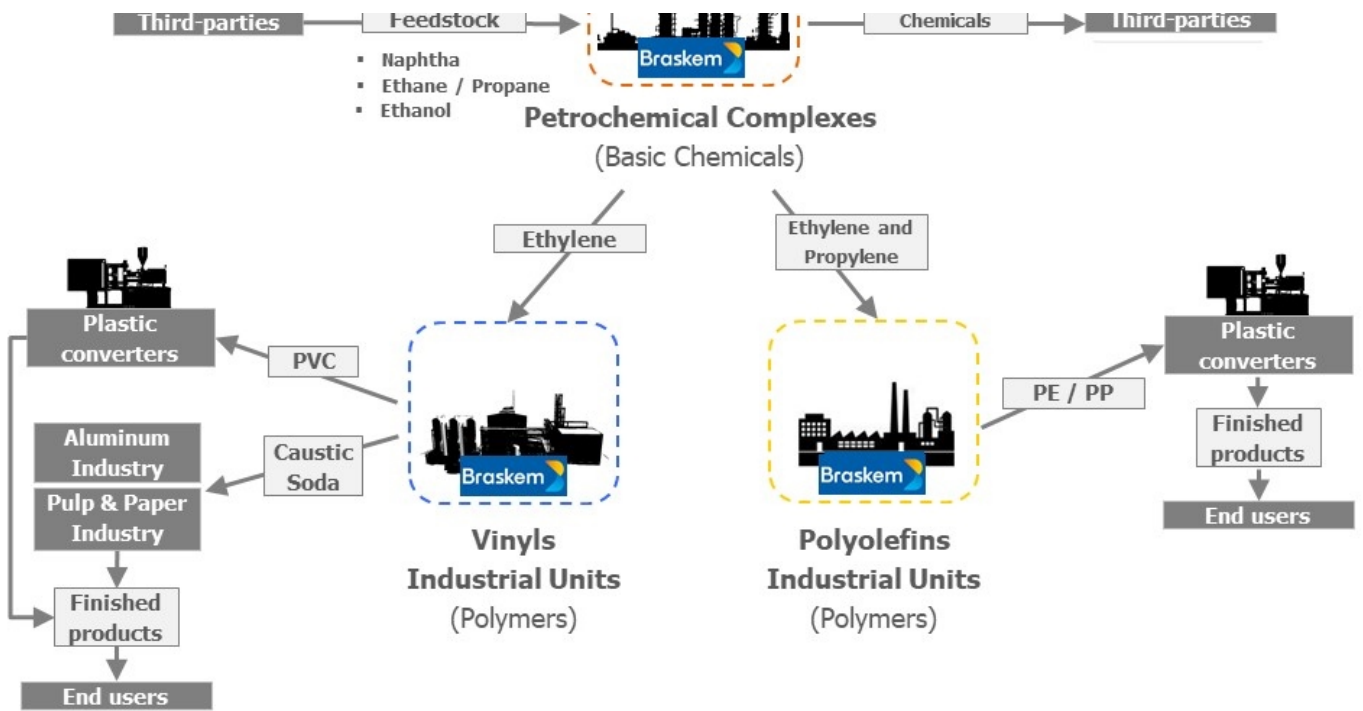 Third-parties
Feedstock
Chemicals
Third-parties
Braskem
▪ Naphtha
▪ Ethane / Propane
▪ Ethanol
Petrochemical Complexes
(Basic Chemicals)
Ethylene
Ethylene and
Propylene
Plastic
converters
PVC
Aluminum
Industry
Caustic
Soda
Pulp & Paper
Industry
Finished
products
End users
Braskem
Vinyls
Industrial Units
(Polymers)
Braskem
Polyolefins
Industrial Units
(Polymers)
PE / PP
Plastic
converters
Finished
products
End users